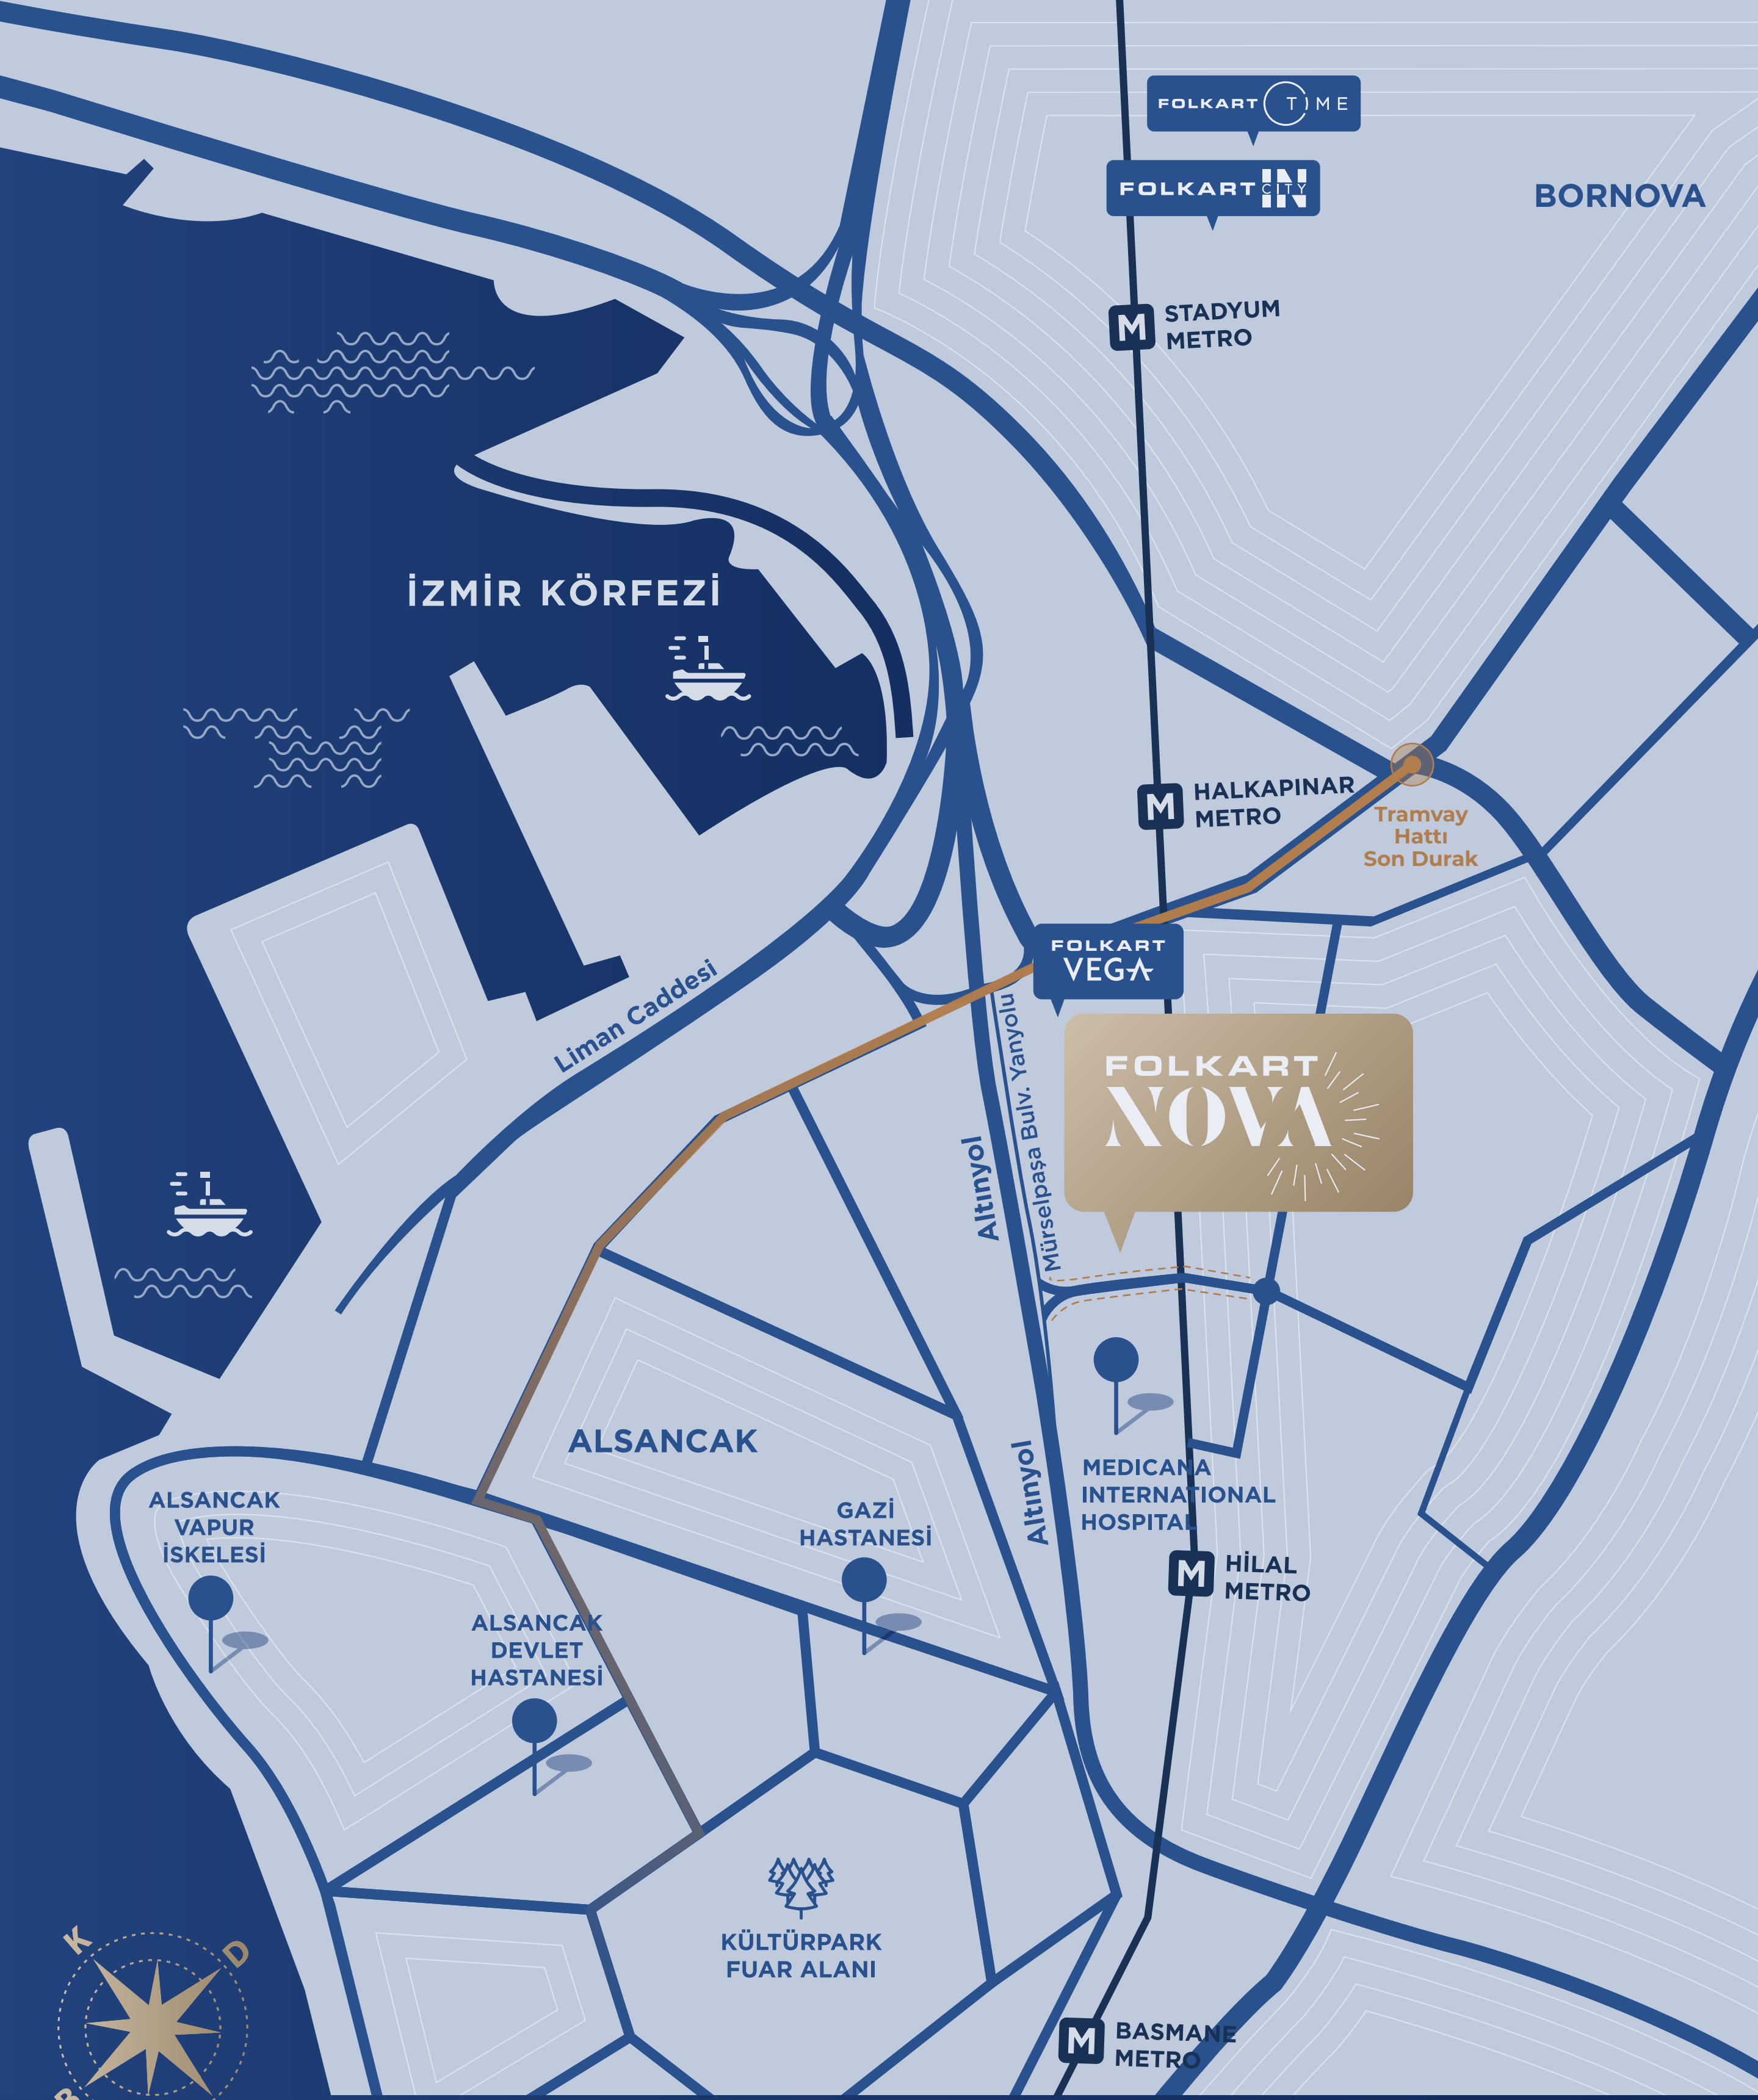 FOLKART TIME
FOLKART IN CITY
BORNOVA
STADYUM
METRO
İZMİR KÖRFEZİ
HALKAPINAR
METRO
Tramvay
Hattı
Son Durak
FOLKART
VEGA
Liman Caddesi
Mürselpaşa Bulv. Yanyolu
FOLKART
NOVA
Altınyol
ALSANCAK
MEDICANA
INTERNATIONAL
HOSPITAL
Altınyol
ALSANCAK
VAPUR
İSKELESİ
GAZİ
HASTANESİ
HİLAL
METRO
ALSANCAK
DEVLET
HASTANESİ
KÜLTÜRPARK
FUAR ALANI
K
D
B
BASMANE
METRO
M
M
M
M